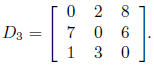 D₃ = [ 0 2 8
7 0 6
1 3 0 ].